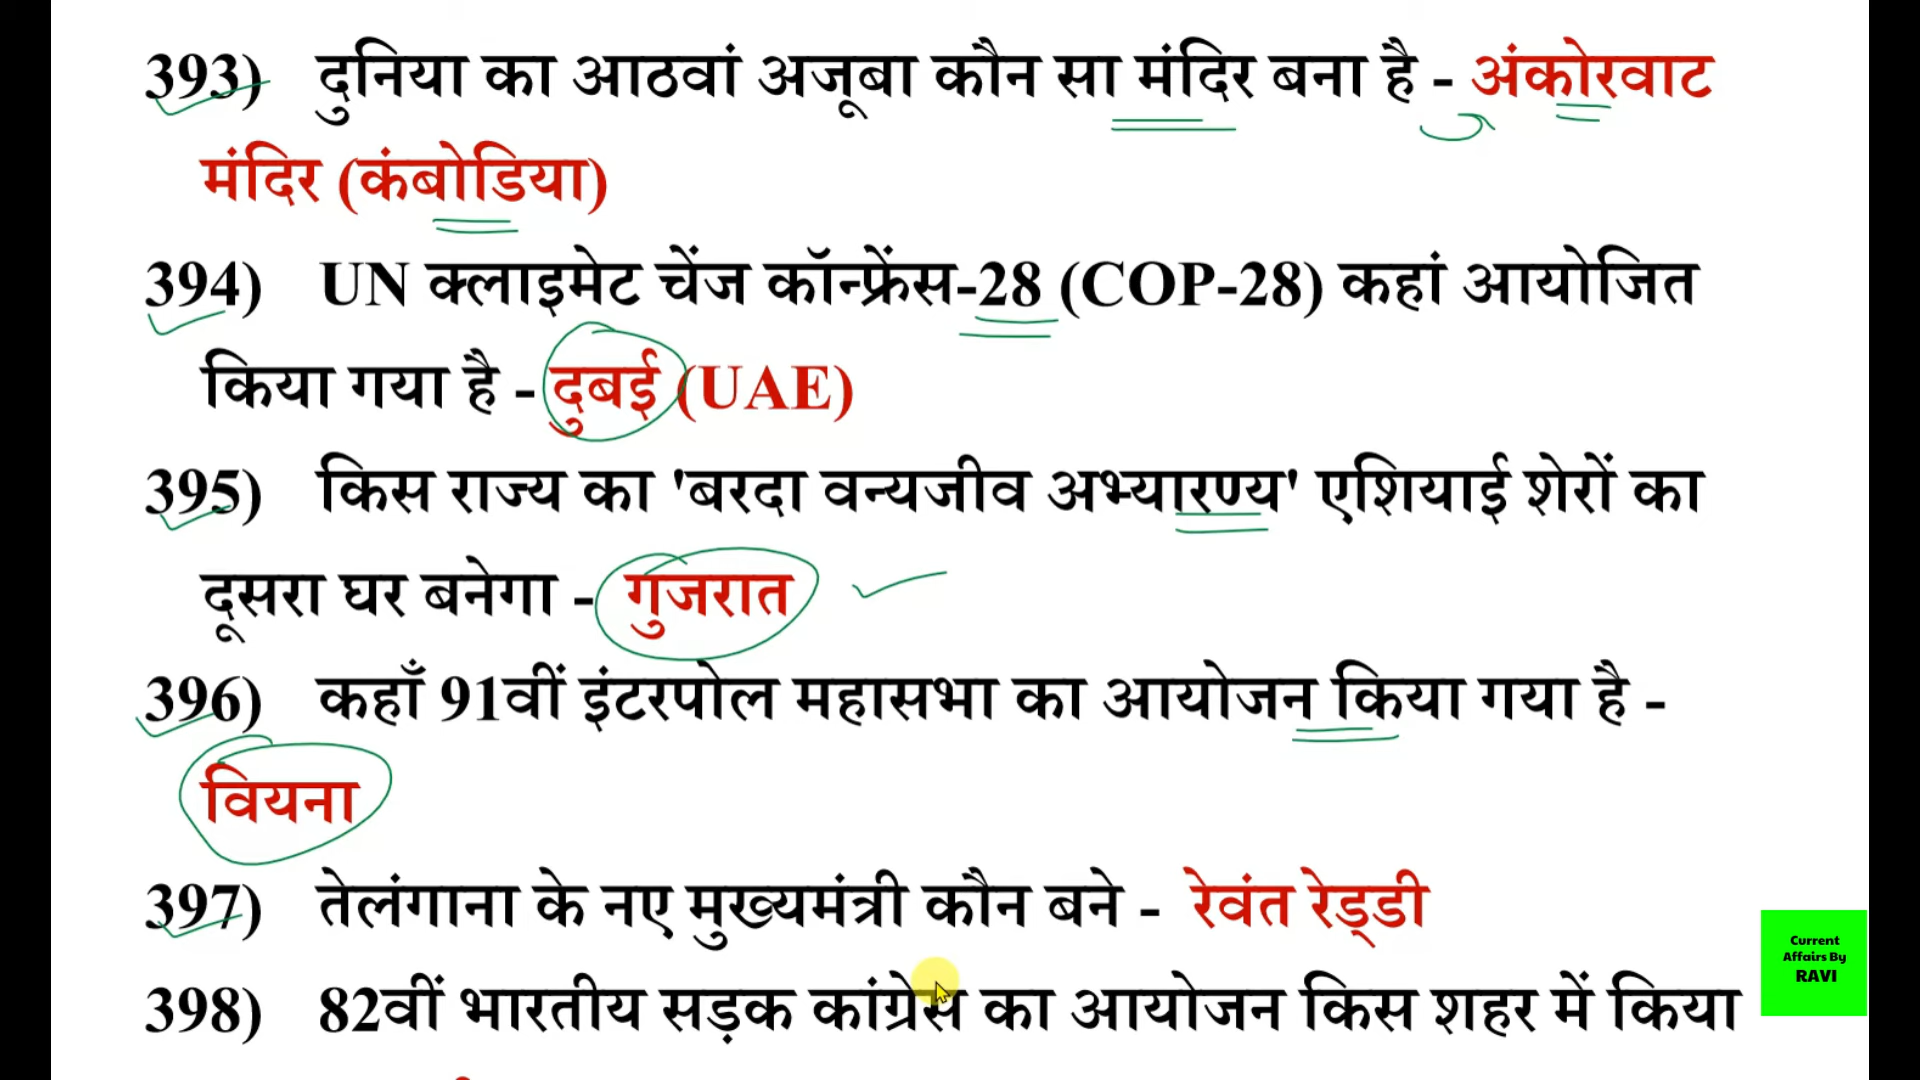 393) दुनिया का आठवां अजूबा कौन सा मंदिर बना है - अंकोरवाट
मंदिर (कंबोडिया)
394) UN क्लाइमेट चेंज कॉन्फ्रेंस-28 (COP-28) कहां आयोजित
किया गया है - दुबई (UAE)
395) किस राज्य का 'बरदा वन्यजीव अभ्यारण्य' एशियाई शेरों का
दूसरा घर बनेगा - गुजरात
396) कहाँ 91वीं इंटरपोल महासभा का आयोजन किया गया है -
वियना
397) तेलंगाना के नए मुख्यमंत्री कौन बने - रेवंत रेड्डी
398) 82वीं भारतीय सड़क कांग्रेस का आयोजन किस शहर में किया
Current
Affairs By
RAVI